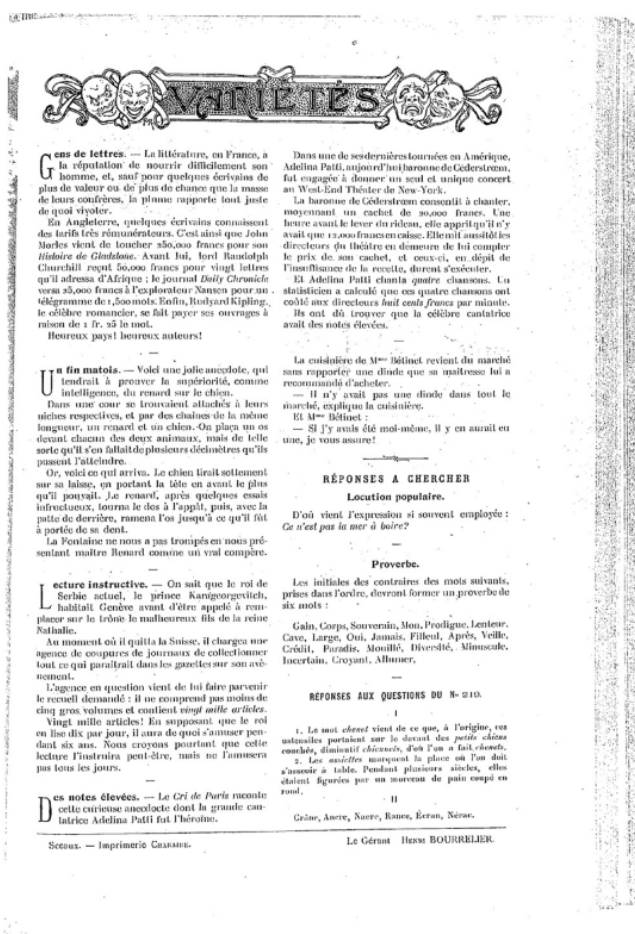 VARIÉTÉS
Gens de lettres. — La littérature, en France, a
la réputation de nourrir difficilement son
homme, et, sauf pour quelques écrivains de
plus de valeur ou de plus de chance que la masse
de leurs confrères, la plume rapporte tout juste
de quoi vivoter.
En Angleterre, quelques écrivains connaissent
des tarifs très rémunérateurs. C'est ainsi que John
Morles vient de toucher 250,000 francs pour son
Histoire de Gladstone. Avant lui, lord Randolph
Churchill reçut 50,000 francs pour vingt lettres
qu'il adressa d'Afrique ; le journal Daily Chronicle
versa 25,000 francs à l'explorateur Nansen pour un
télégramme de 1,500 mots. Enfin, Rudyard Kipling,
le célèbre romancier, se fait payer ses ouvrages à
raison de 1 fr. 25 le mot.
Heureux pays! heureux auteurs!
Un fin matois. — Voici une jolie anecdote, qui
tendrait à prouver la supériorité, comme
intelligence, du renard sur le chien.
Dans une cour se trouvaient attachés à leurs
niches respectives, et par des chaînes de la même
longueur, un renard et un chien. On plaça un os
devant chacun des deux animaux, mais de telle
sorte qu'il s'en fallait de plusieurs décimètres qu'ils
pussent l'atteindre.
Or, voici ce qui arriva. Le chien tirait sottement
sur sa laisse, en portant la tête en avant le plus
qu'il pouvait. Le renard, après quelques essais
infructueux, tourna le dos à l'appât, puis, avec la
patte de derrière, ramena l'os jusqu'à ce qu'il fût
à portée de sa dent.
La Fontaine ne nous a pas trompés en nous pré-
sentant maître Renard comme un vrai compère.
Lecture instructive. — On sait que le roi de
Serbie actuel, le prince Karageorgevitch,
habitait Genève avant d'être appelé à rem-
placer sur le trône le malheureux fils de la reine
Nathalie.
Au moment où il quitta la Suisse, il chargea une
agence de coupures de journaux de collectionner
tout ce qui paraîtrait dans les gazettes sur son avè-
nement.
L'agence en question vient de lui faire parvenir
le recueil demandé : il ne comprend pas moins de
cinq gros volumes et contient vingt mille articles.
Vingt mille articles! En supposant que le roi
en lise dix par jour, il aura de quoi s'amuser pen-
dant six ans. Nous croyons pourtant que cette
lecture l'instruira peut-être, mais ne l'amusera
pas tous les jours.
Des notes élevées. — Le Cri de Paris raconte
cette curieuse anecdote dont la grande can-
tatrice Adelina Patti fut l'héroïne.
Dans une de ses dernières tournées en Amérique,
Adelina Patti, aujourd'hui baronne de Céderstrœm,
fut engagée à donner un seul et unique concert
au West-End Théâter de New-York.
La baronne de Céderstrœm consentit à chanter,
moyennant un cachet de 20,000 francs. Une
heure avant le lever du rideau, elle apprit qu'il n'y
avait que 12,000 francs en caisse. Elle mit aussitôt les
directeurs du théâtre en demeure de lui compter
le prix de son cachet, et ceux-ci, en dépit de
l'insuffisance de la recette, durent s'exécuter.
Et Adelina Patti chanta quatre chansons. Un
statisticien a calculé que ces quatre chansons ont
coûté aux directeurs huit cents francs par minute.
Ils ont dû trouver que la célèbre cantatrice
avait des notes élevées.
La cuisinière de Mme Bétinet revient du marché
sans rapporter une dinde que sa maîtresse lui a
recommandé d'acheter.
— Il n'y avait pas une dinde dans tout le
marché, explique la cuisinière.
Et Mme Bétinet :
— Si j'y avais été moi-même, il y en aurait eu
une, je vous assure!
RÉPONSES A CHERCHER
Locution populaire.
D'où vient l'expression si souvent employée :
Ce n'est pas la mer à boire?
Proverbe.
Les initiales des contraires des mots suivants,
prises dans l'ordre, devront former un proverbe de
six mots :
Gain, Corps, Souverain, Mon, Prodigue, Lenteur,
Cave, Large, Oui, Jamais, Filleul, Après, Veille,
Crédit, Paradis, Mouillé, Diversité, Minuscule,
Incertain, Croyant, Allumer,
RÉPONSES AUX QUESTIONS DU No 219.
I
1. Le mot chenet vient de ce que, à l'origine, ces
ustensiles portaient sur le devant des petits chiens
couchés, diminutif chiennets, d'où l'on a fait chenets.
2. Les assiettes marquent la place où l'on doit
s'asseoir à table. Pendant plusieurs siècles, elles
étaient figurées par un morceau de pain coupé en
rond.
II
Crâne, Ancre, Nacre, Rance, Écran, Nérac.
Sceaux. — Imprimerie CHARAIRE.
Le Gérant HENRI BOURRELIER.